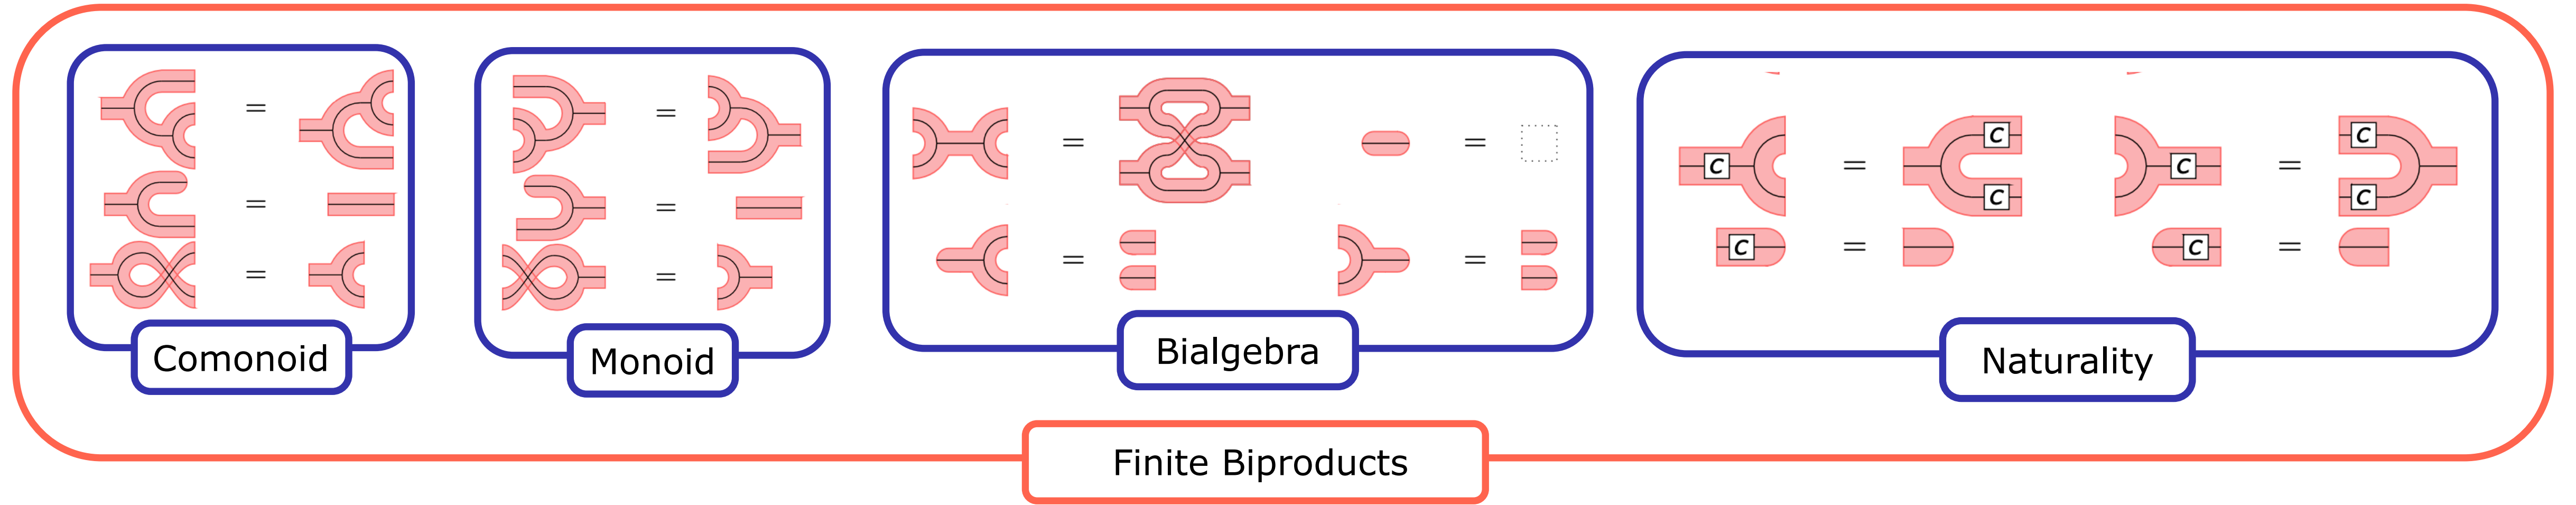 = = = = 
= = = =
c = c c c = c c
= = = =
c = c =
= =
Comonoid Monoid Bialgebra Naturality
Finite Biproducts